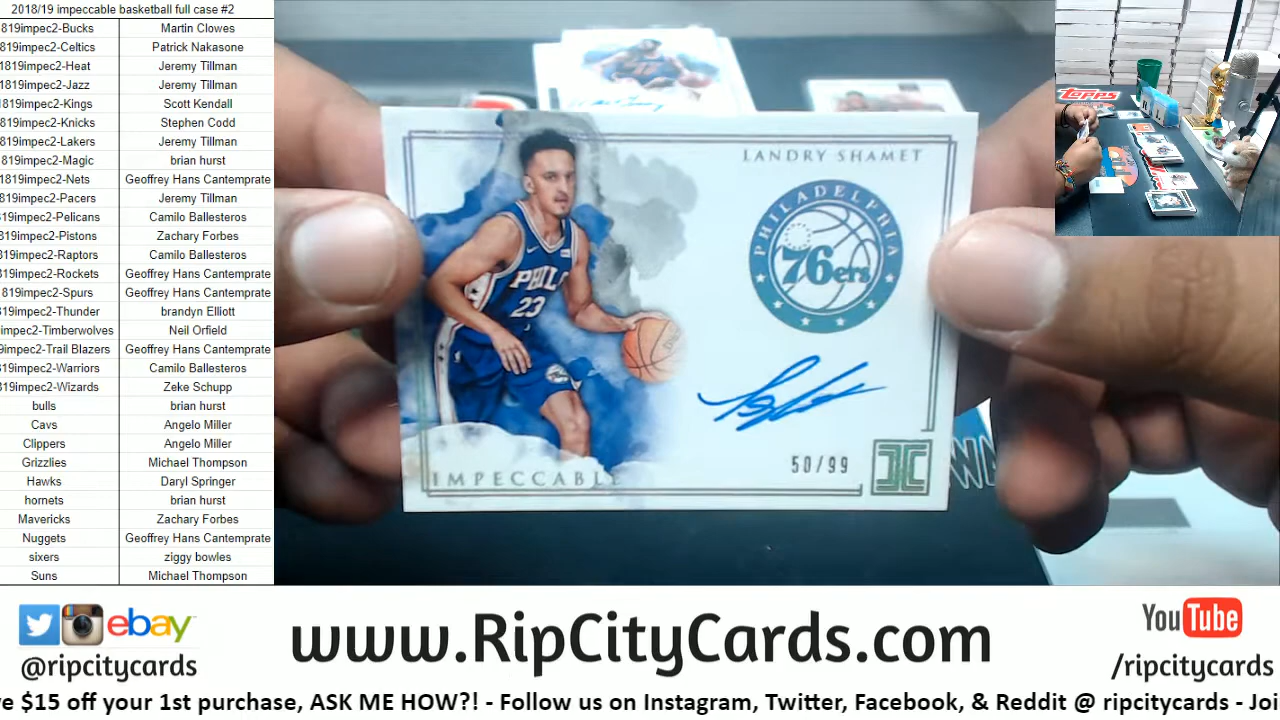 2018/19 impeccable basketball full case #2
819impec2-Bucks Martin Clowes
819impec2-Celtics Patrick Nakasone
1819impec2-Heat Jeremy Tillman
1819impec2-Jazz Jeremy Tillman
819impec2-Kings Scott Kendall
819impec2-Knicks Stephen Codd
819impec2-Lakers Jeremy Tillman
819impec2-Magic brian hurst
1819impec2-Nets Geoffrey Hans Cantemprate
819impec2-Pacers Jeremy Tillman
19impec2-Pelicans Camilo Ballesteros
19impec2-Pistons Zachary Forbes
19impec2-Raptors Camilo Ballesteros
19impec2-Rockets Geoffrey Hans Cantemprate
819impec2-Spurs Geoffrey Hans Cantemprate
19impec2-Thunder brandyn Elliott
impec2-Timberwolves Neil Orfield
9impec2-Trail Blazers Geoffrey Hans Cantemprate
19impec2-Warriors Camilo Ballesteros
19impec2-Wizards Zeke Schupp
bulls brian hurst
Cavs Angelo Miller
Clippers Angelo Miller
Grizzlies Michael Thompson
Hawks Daryl Springer
hornets brian hurst
Mavericks Zachary Forbes
Nuggets Geoffrey Hans Cantemprate
sixers ziggy bowles
Suns Michael Thompson
LANDRY SHAMET
PHILADELPHIA
76ers
PHIL
23
50/99
IMPECCABLE
topps
ebay
@ripcitycards
www.RipCityCards.com
YouTube
/ripcitycards
e $15 off your 1st purchase, ASK ME HOW?! - Follow us on Instagram, Twitter, Facebook, & Reddit @ ripcitycards - Joi